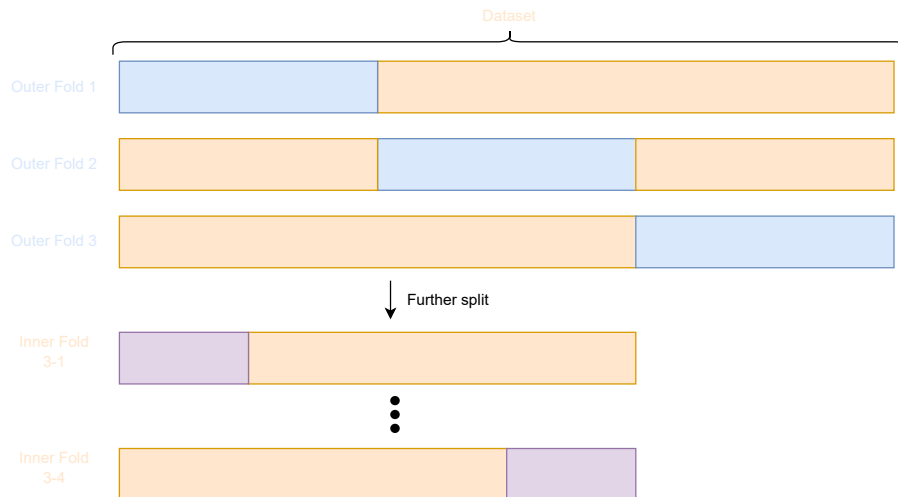 Dataset
Outer Fold 1
Outer Fold 2
Outer Fold 3
Further split
Inner Fold
3-1
Inner Fold
3-4